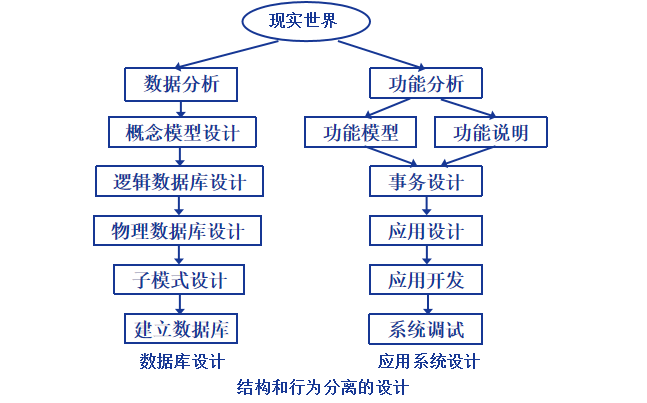 现实世界
数据分析
功能分析
概念模型设计
功能模型
功能说明
逻辑数据库设计
事务设计
物理数据库设计
应用设计
子模式设计
应用开发
建立数据库
系统调试
数据库设计
应用系统设计
结构和行为分离的设计